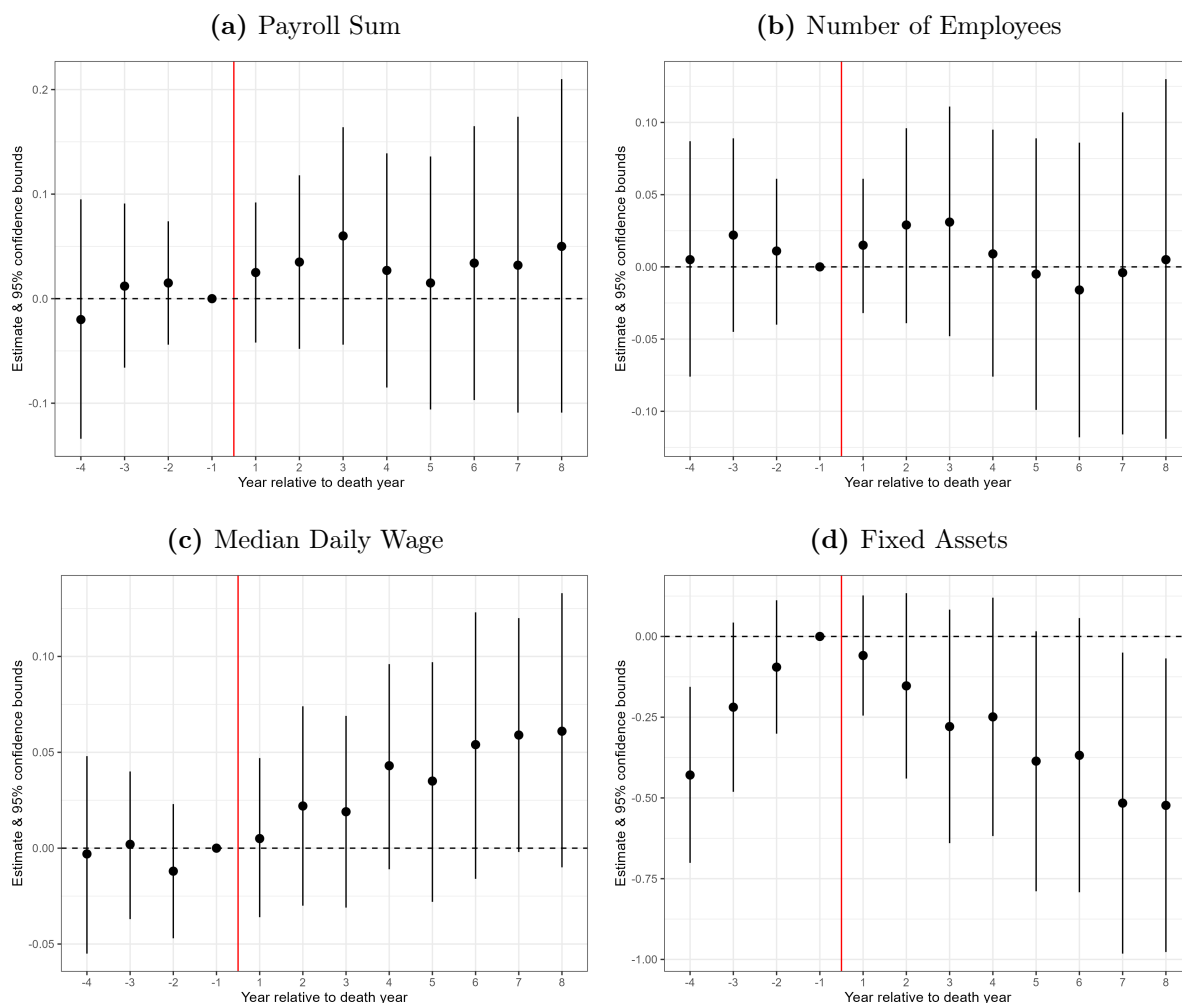 (a) Payroll Sum
(b) Number of Employees
Estimate & 95% confidence bounds
0.2
0.1
0.0
-0.1
-4 -3 -2 -1 1 2 3 4 5 6 7 8
Year relative to death year
Estimate & 95% confidence bounds
0.10
0.05
0.00
-0.05
-0.10
-4 -3 -2 -1 1 2 3 4 5 6 7 8
Year relative to death year
(c) Median Daily Wage
(d) Fixed Assets
Estimate & 95% confidence bounds
0.10
0.05
0.00
-0.05
-4 -3 -2 -1 1 2 3 4 5 6 7 8
Year relative to death year
Estimate & 95% confidence bounds
0.00
-0.25
-0.50
-0.75
-1.00
-4 -3 -2 -1 1 2 3 4 5 6 7 8
Year relative to death year